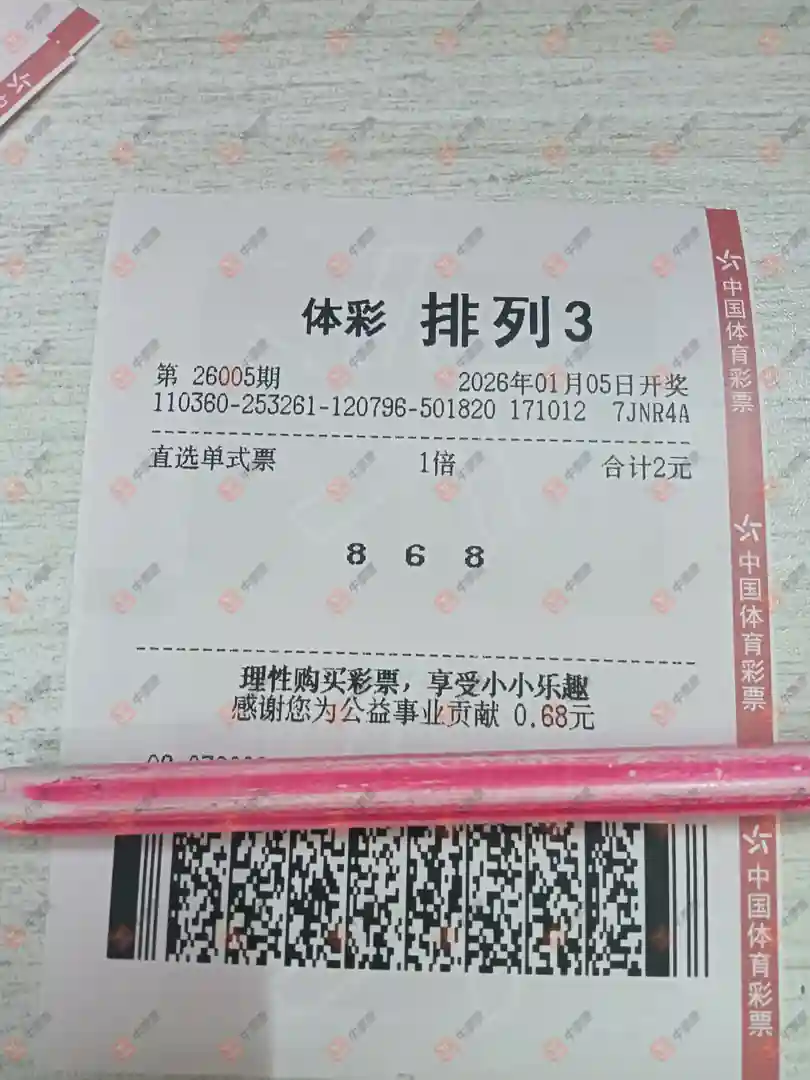 体彩 排列3
第 26005期 2026年01月05日开奖
110360-253261-120796-501820 171012 7JNR4A
直选单式票 1倍 合计2元
8 6 8
理性购买彩票，享受小小乐趣
感谢您为公益事业贡献 0.68元
中国体育彩票
中国体育彩票
中国体育彩票